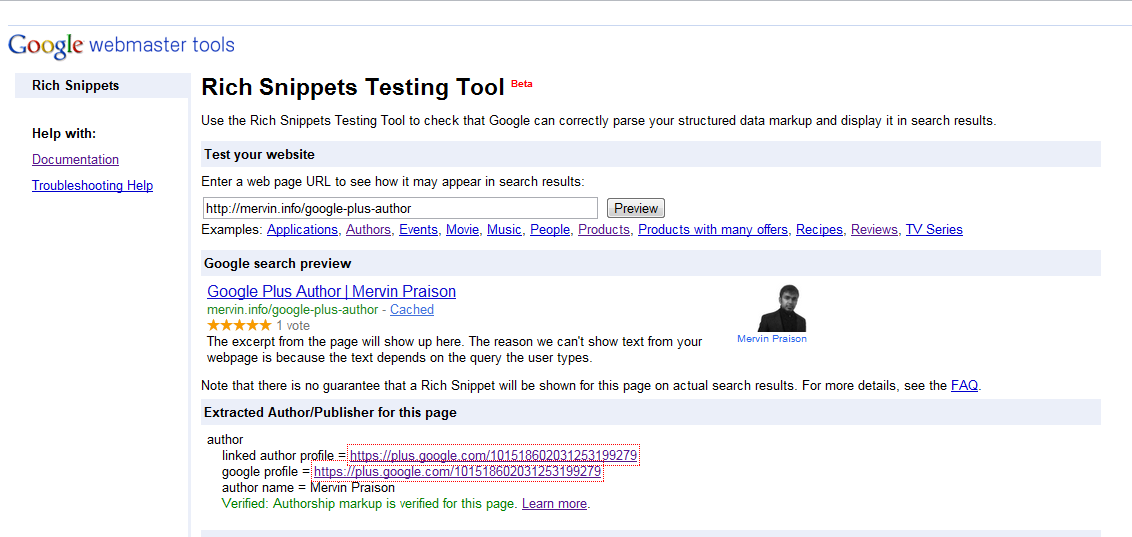 Google webmaster tools
Rich Snippets
Help with:
Documentation
Troubleshooting Help
Rich Snippets Testing Tool Beta
Use the Rich Snippets Testing Tool to check that Google can correctly parse your structured data markup and display it in search results.
Test your website
Enter a web page URL to see how it may appear in search results:
http://mervin.info/google-plus-author Preview
Examples: Applications, Authors, Events, Movie, Music, People, Products, Products with many offers, Recipes, Reviews, TV Series
Google search preview
Google Plus Author | Mervin Praison
mervin.info/google-plus-author - Cached
1 vote
The excerpt from the page will show up here. The reason we can't show text from your
webpage is because the text depends on the query the user types.
Mervin Praison
Note that there is no guarantee that a Rich Snippet will be shown for this page on actual search results. For more details, see the FAQ.
Extracted Author/Publisher for this page
author
linked author profile = https://plus.google.com/101518602031253199279
google profile = https://plus.google.com/101518602031253199279
author name = Mervin Praison
Verified: Authorship markup is verified for this page. Learn more.